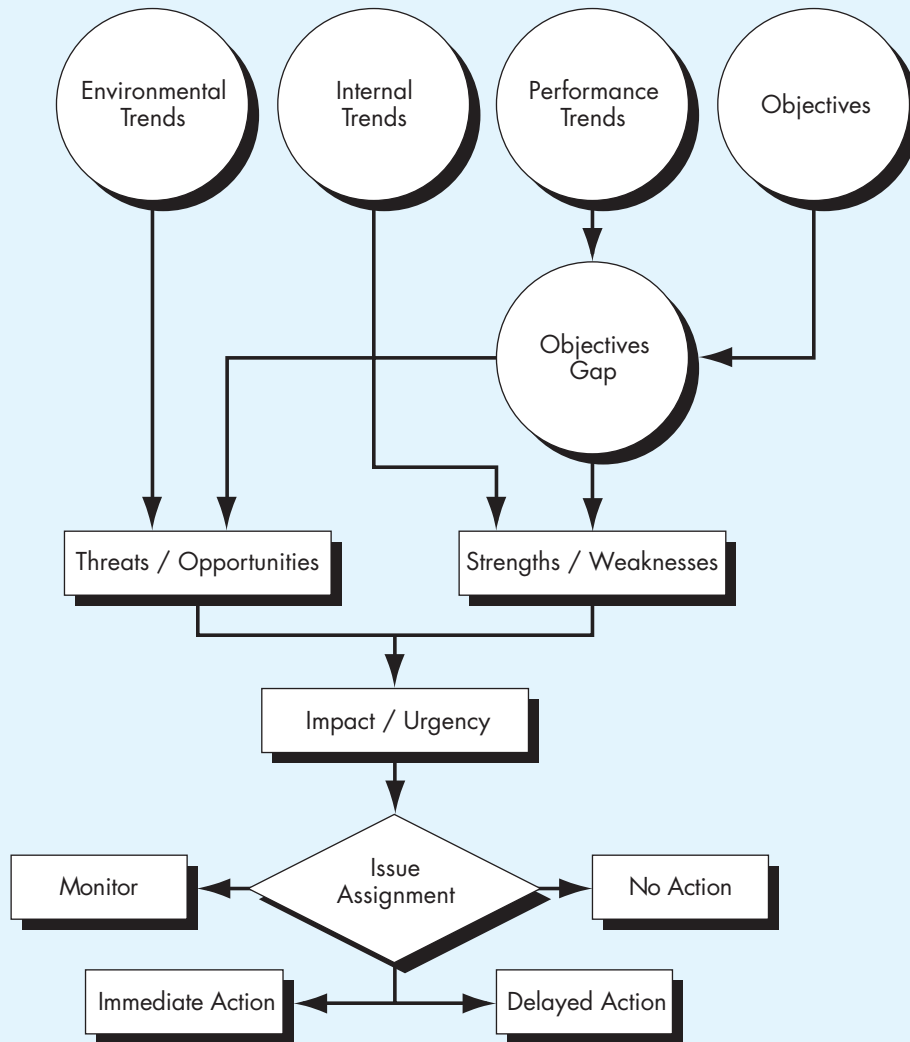 Environmental
Trends
Internal
Trends
Performance
Trends
Objectives
Objectives
Gap
Threats / Opportunities
Strengths / Weaknesses
Impact / Urgency
Issue
Assignment
Monitor
No Action
Immediate Action
Delayed Action